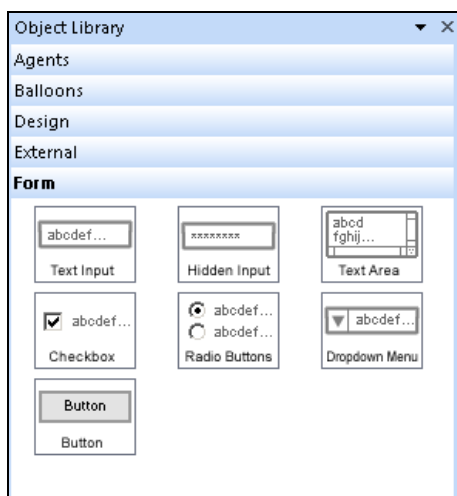 Object Library
Agents
Balloons
Design
External
Form
abcdef...
Text Input
××××××××
Hidden Input
abcd
fghij...
Text Area
abcdef...
Checkbox
abcdef...
abcdef...
Radio Buttons
abcdef...
Dropdown Menu
Button
Button